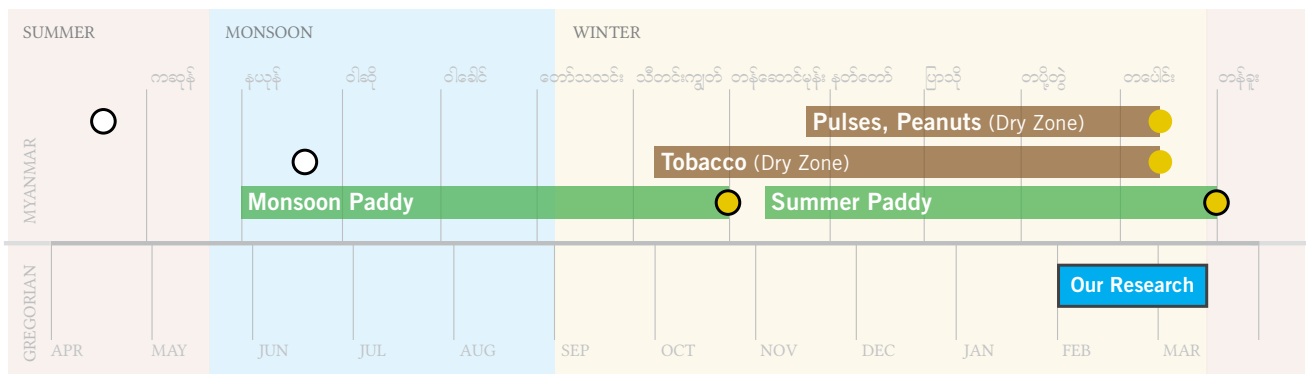 SUMMER
MONSOON
WINTER
ကဆုန်
နယုန်
ဝါဆို
ဝါခေါင်
တော်သလင်း
သီတင်းကျွတ်
တန်ဆောင်မုန်း
နတ်တော်
ပြာသို
တပို့တွဲ
တပေါင်း
တန်ခူး
MYANMAR
Pulses, Peanuts (Dry Zone)
Tobacco (Dry Zone)
Monsoon Paddy
Summer Paddy
GREGORIAN
Our Research
APR
MAY
JUN
JUL
AUG
SEP
OCT
NOV
DEC
JAN
FEB
MAR